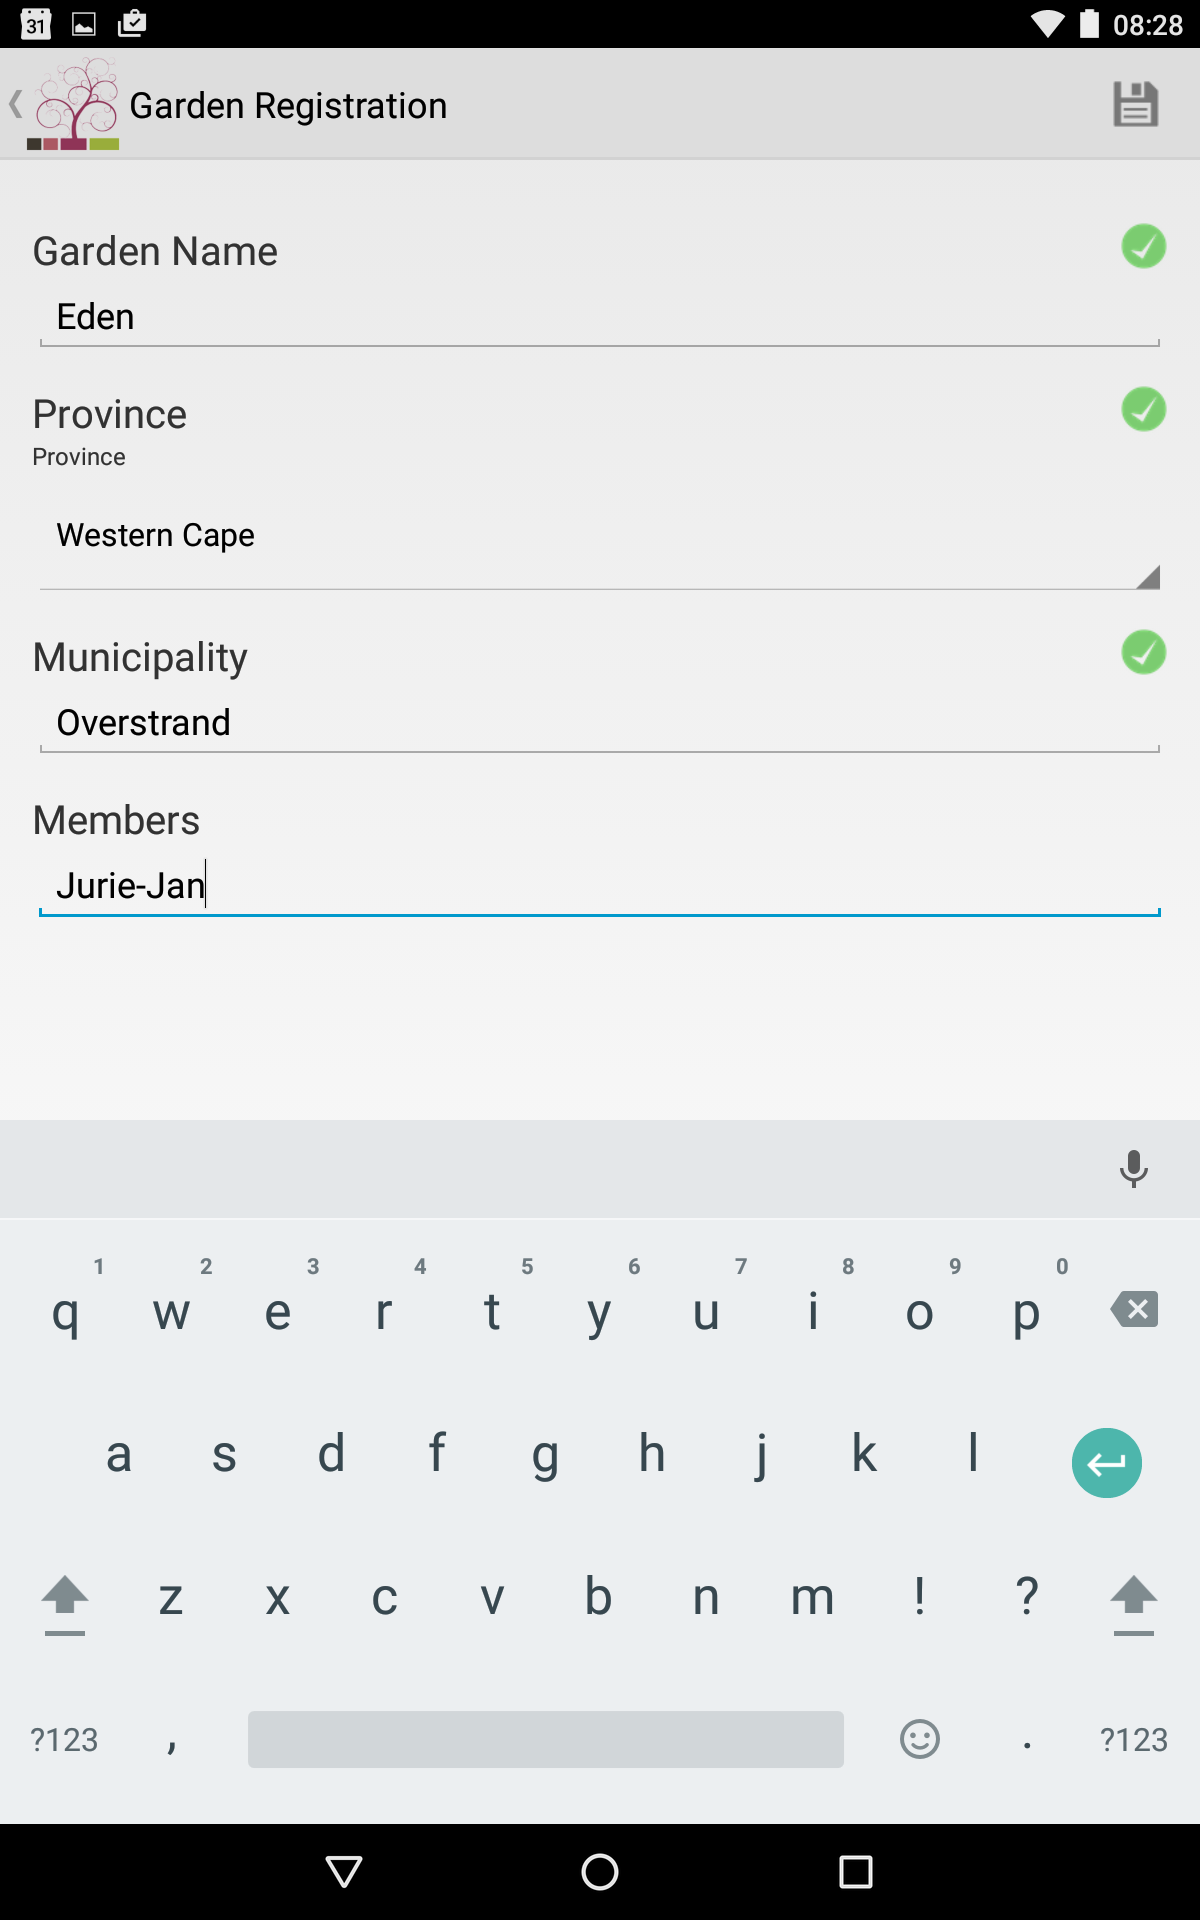 31
08:28
Garden Registration
Garden Name
Eden
Province
Province
Western Cape
Municipality
Overstrand
Members
Jurie-Jan
1 2 3 4 5 6 7 8 9 0
q w e r t y u i o p
a s d f g h j k l
z x c v b n m ! ?
?123 , . ?123